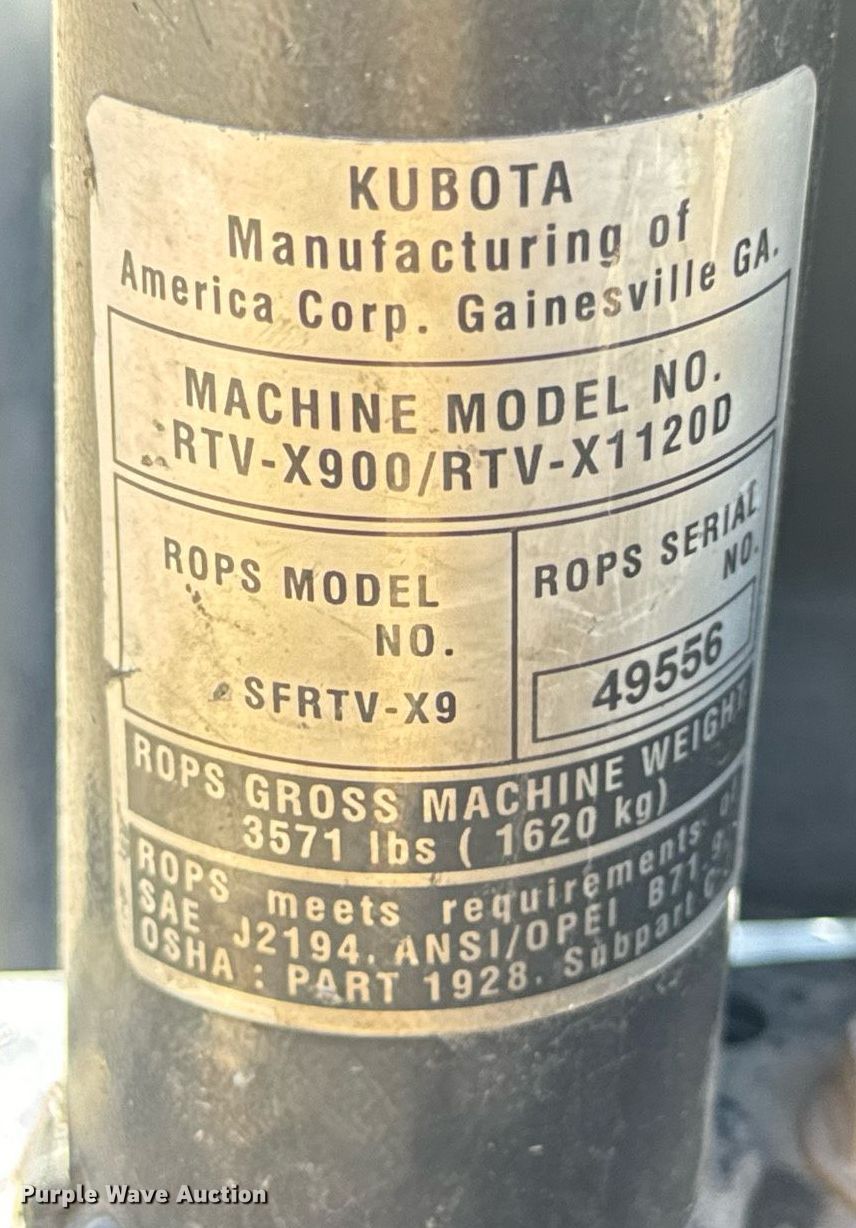 KUBOTA
Manufacturing of
America Corp. Gainesville GA.
MACHINE MODEL NO.
RTV-X900/RTV-X1120D
ROPS MODEL
NO.
SFRTV-X9
ROPS SERIAL
NO.
49556
ROPS GROSS MACHINE WEIGHT
3571 lbs ( 1620 kg)
ROPS meets requirements of
SAE J2194. ANSI/OPEI B71.9.
OSHA : PART 1928. Subpart C.
Purple Wave Auction